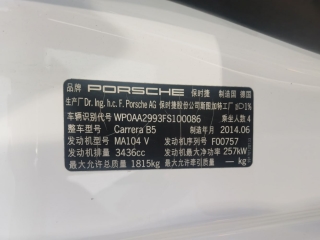 品牌 PORSCHE 保时捷 制造国 德国
生产厂 Dr. Ing. h.c. F. Porsche AG 保时捷股份公司斯图加特工厂
车辆识别代号 WP0AA2993FS100086 乘坐人数 4
整车型号 Carrera B5 制造年月 2014.06
发动机型号 MA104 V 发动机序列号 F00757
发动机排量 3436cc 发动机最大净功率 257kW
最大允许总质量 1815kg 最大允许牵引质量 — kg